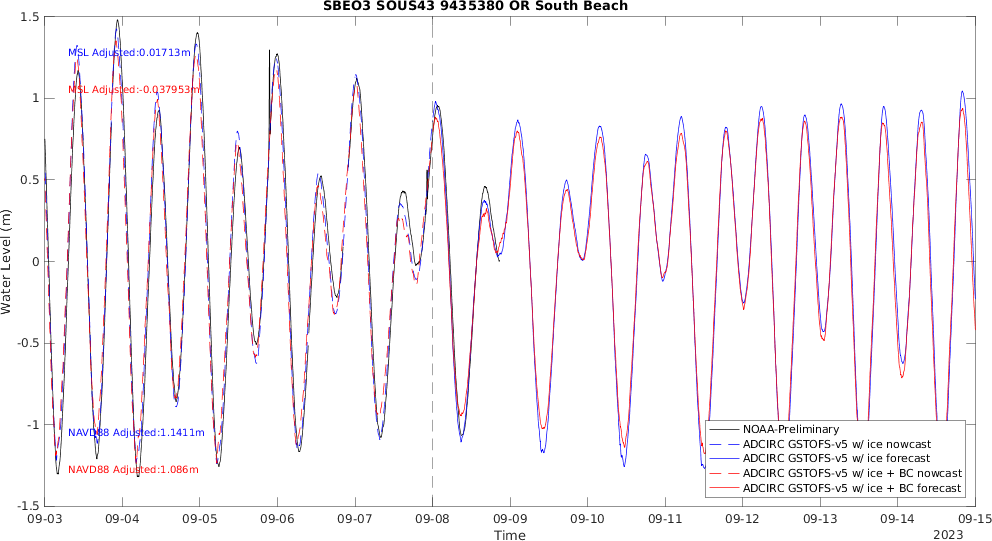 SBEO3 SOUS43 9435380 OR South Beach
1.5
1
0.5
0
-0.5
-1
-1.5
Water Level (m)
MSL Adjusted:0.01713m
MSL Adjusted:-0.037953m
NAVD88 Adjusted:1.1411m
NAVD88 Adjusted:1.086m
NOAA-Preliminary
ADCIRC GSTOFS-v5 w/ ice nowcast
ADCIRC GSTOFS-v5 w/ ice forecast
ADCIRC GSTOFS-v5 w/ ice + BC nowcast
ADCIRC GSTOFS-v5 w/ ice + BC forecast
09-03 09-04 09-05 09-06 09-07 09-08 09-09 09-10 09-11 09-12 09-13 09-14 09-15
Time
2023